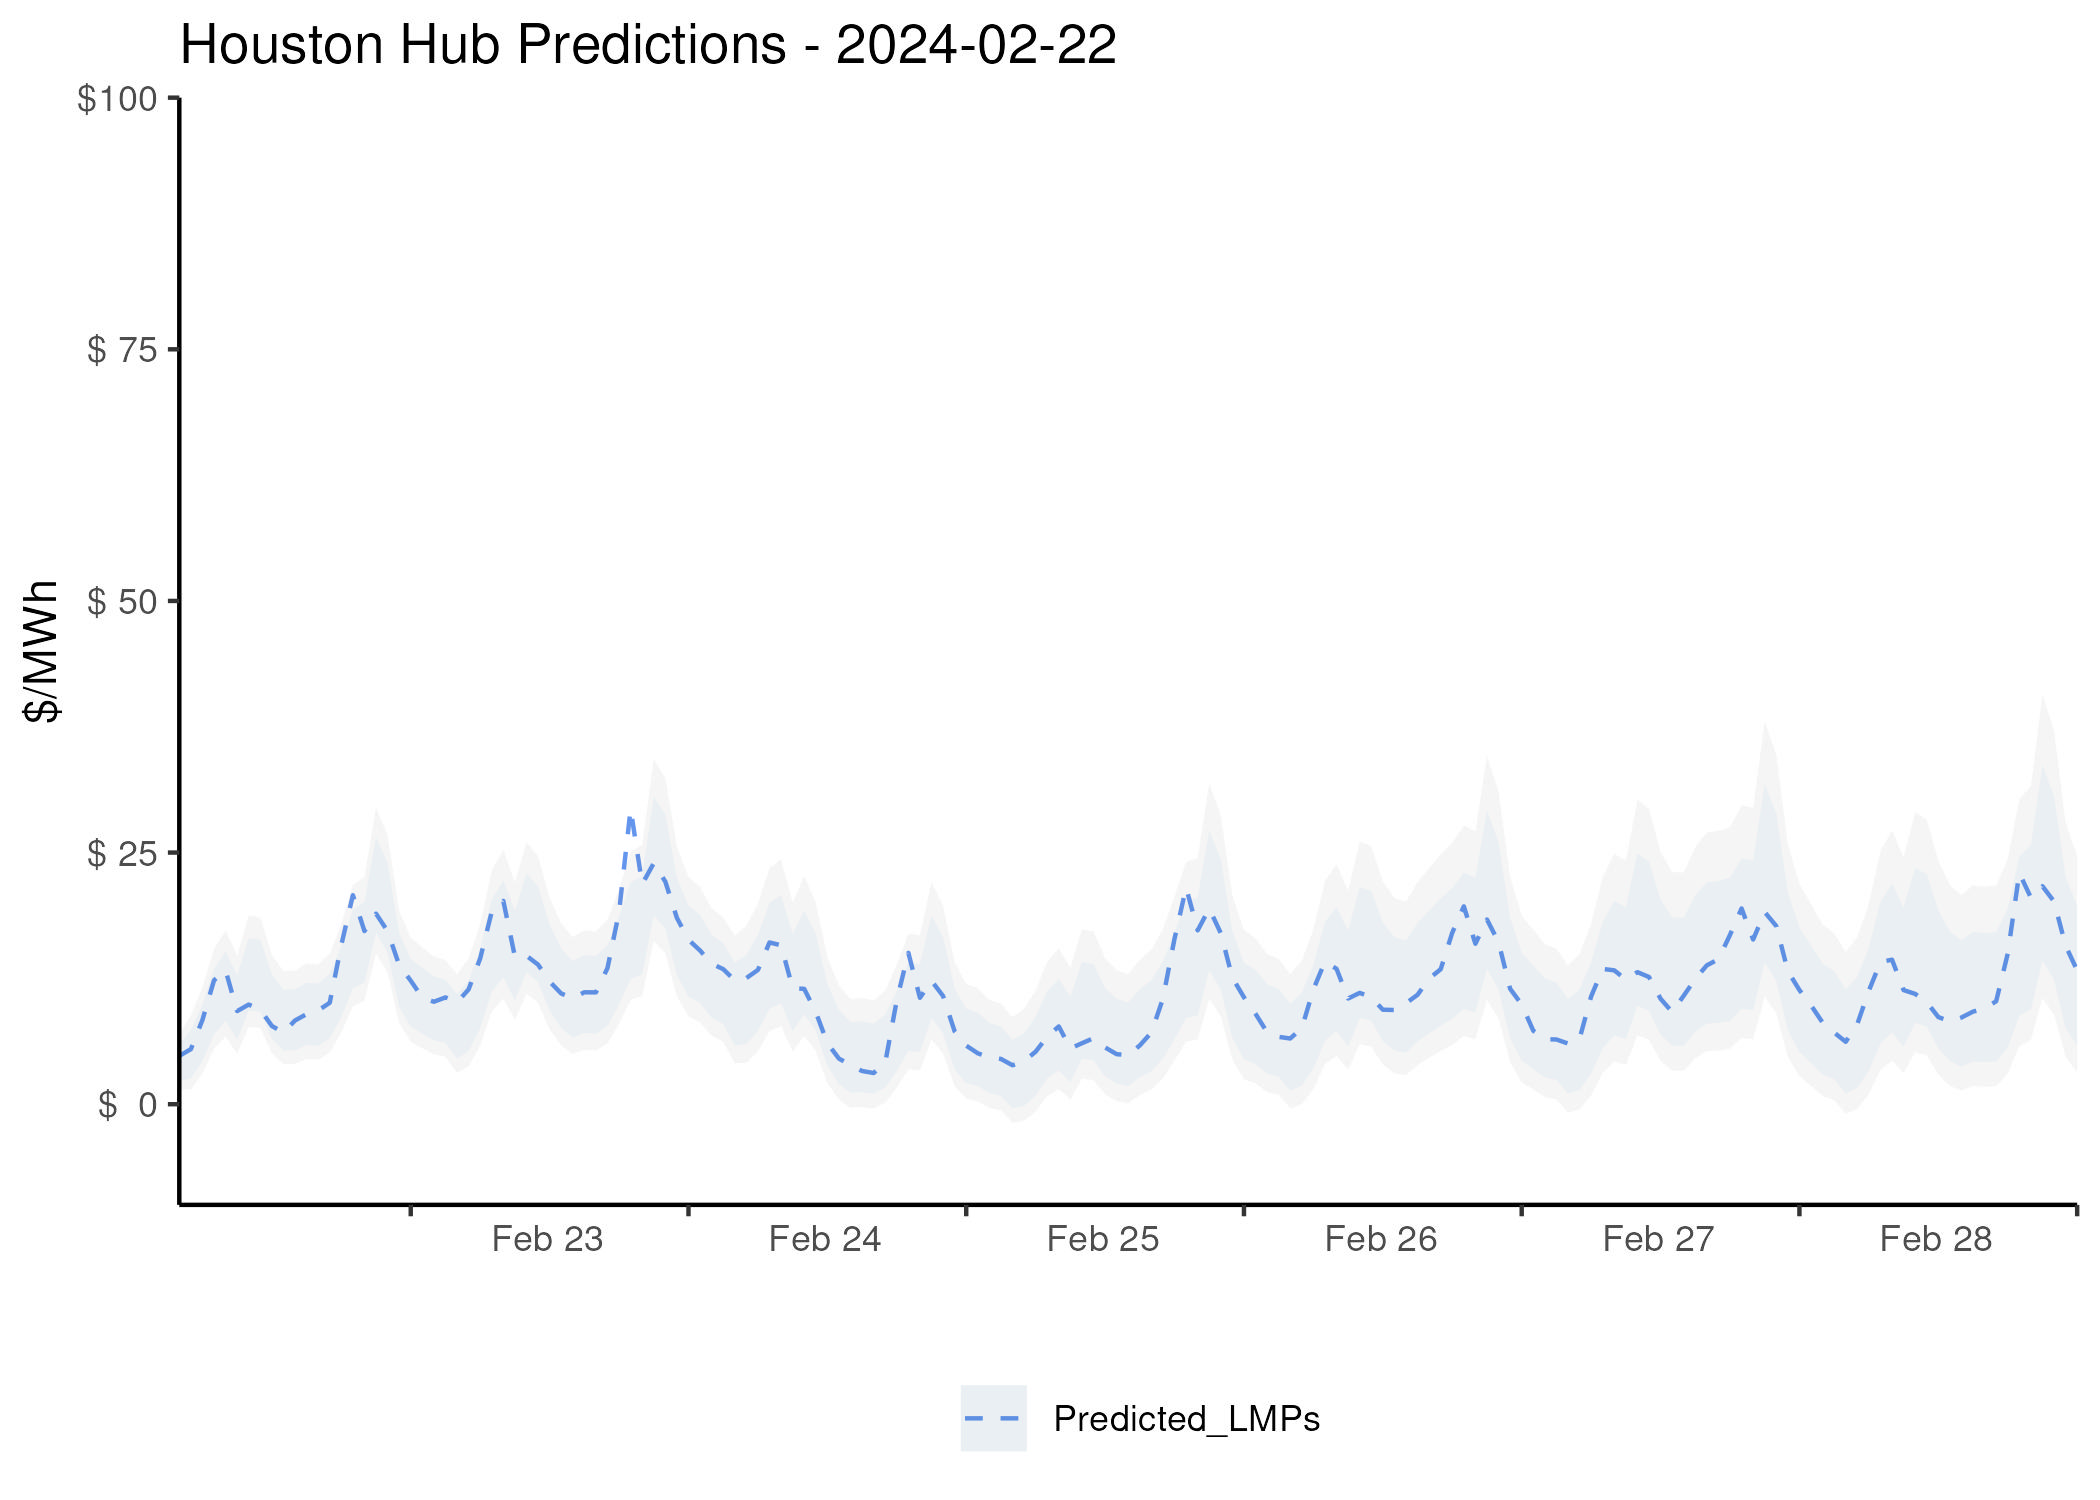 Houston Hub Predictions - 2024-02-22
$100
$ 75
$ 50
$ 25
$ 0
$/MWh
Feb 23 Feb 24 Feb 25 Feb 26 Feb 27 Feb 28
Predicted_LMPs